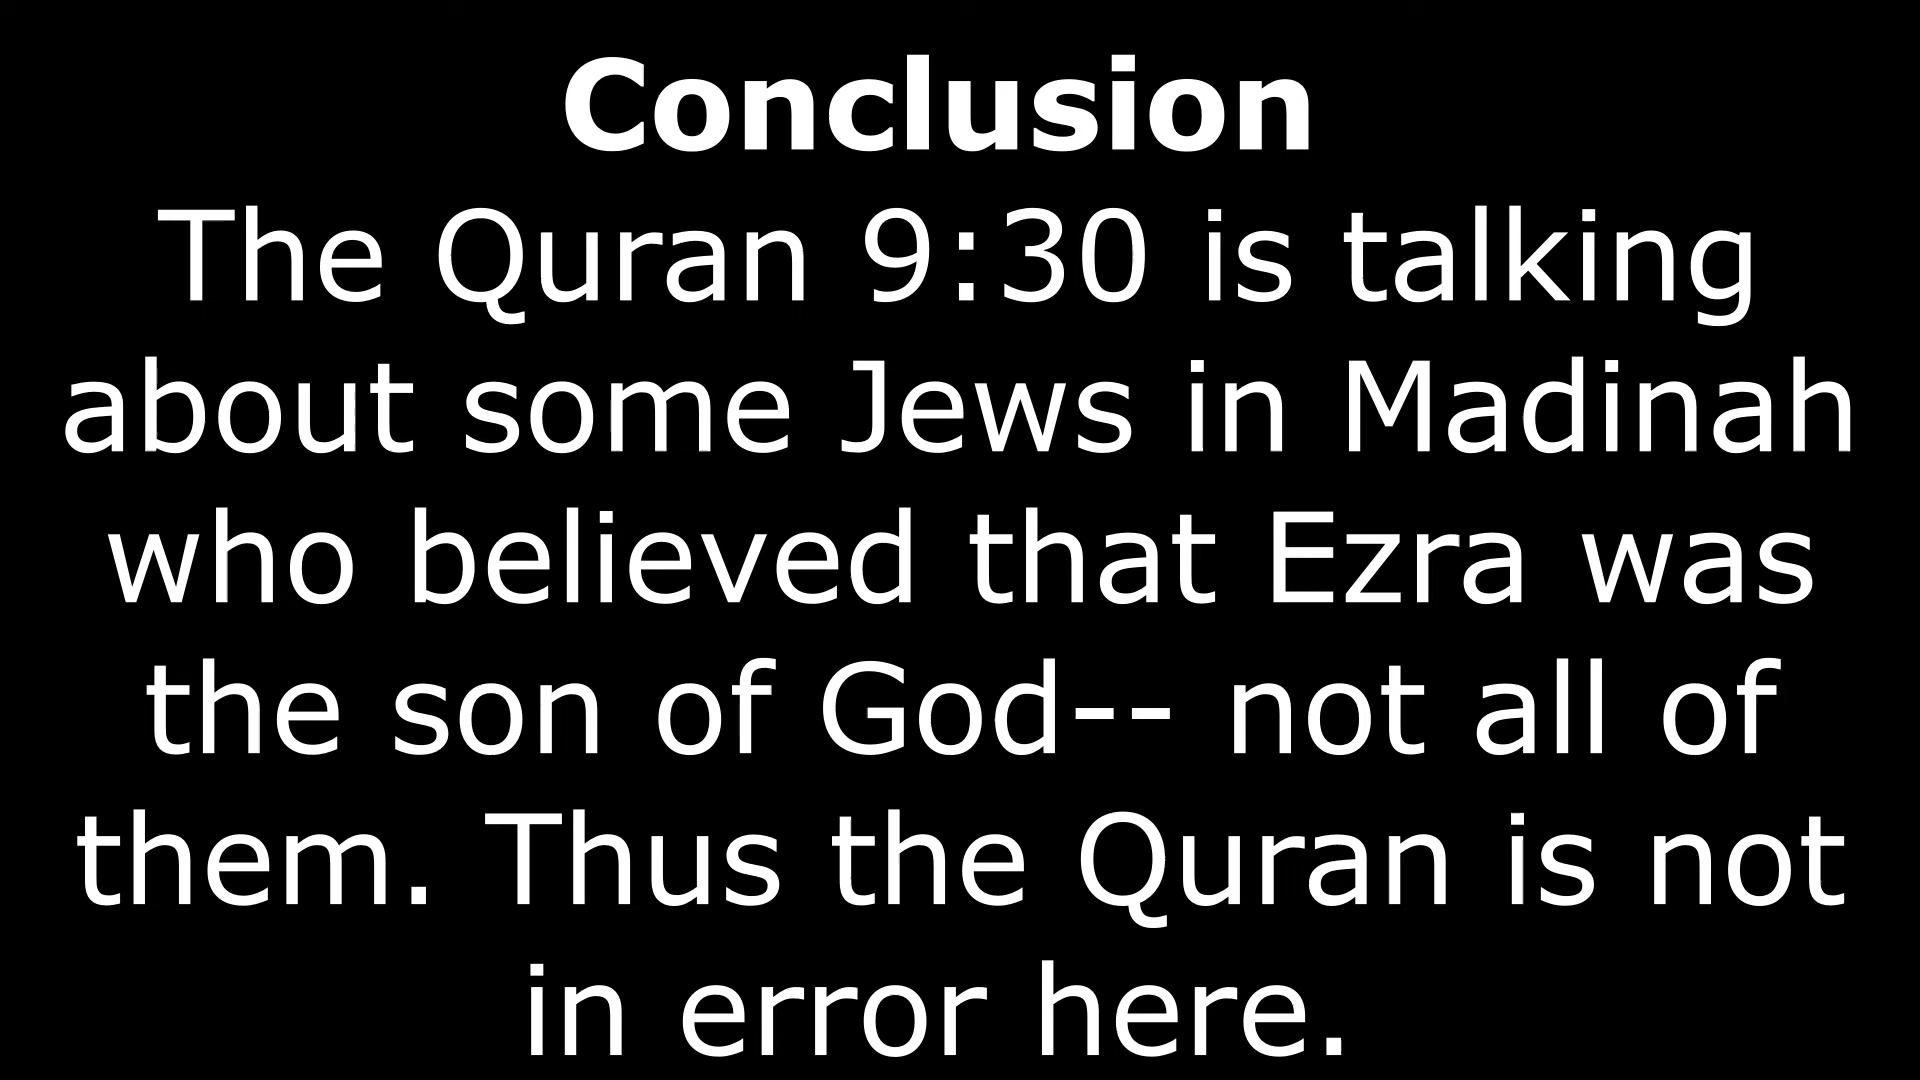 Conclusion
The Quran 9:30 is talking
about some Jews in Madinah
who believed that Ezra was
the son of God-- not all of
them. Thus the Quran is not
in error here.